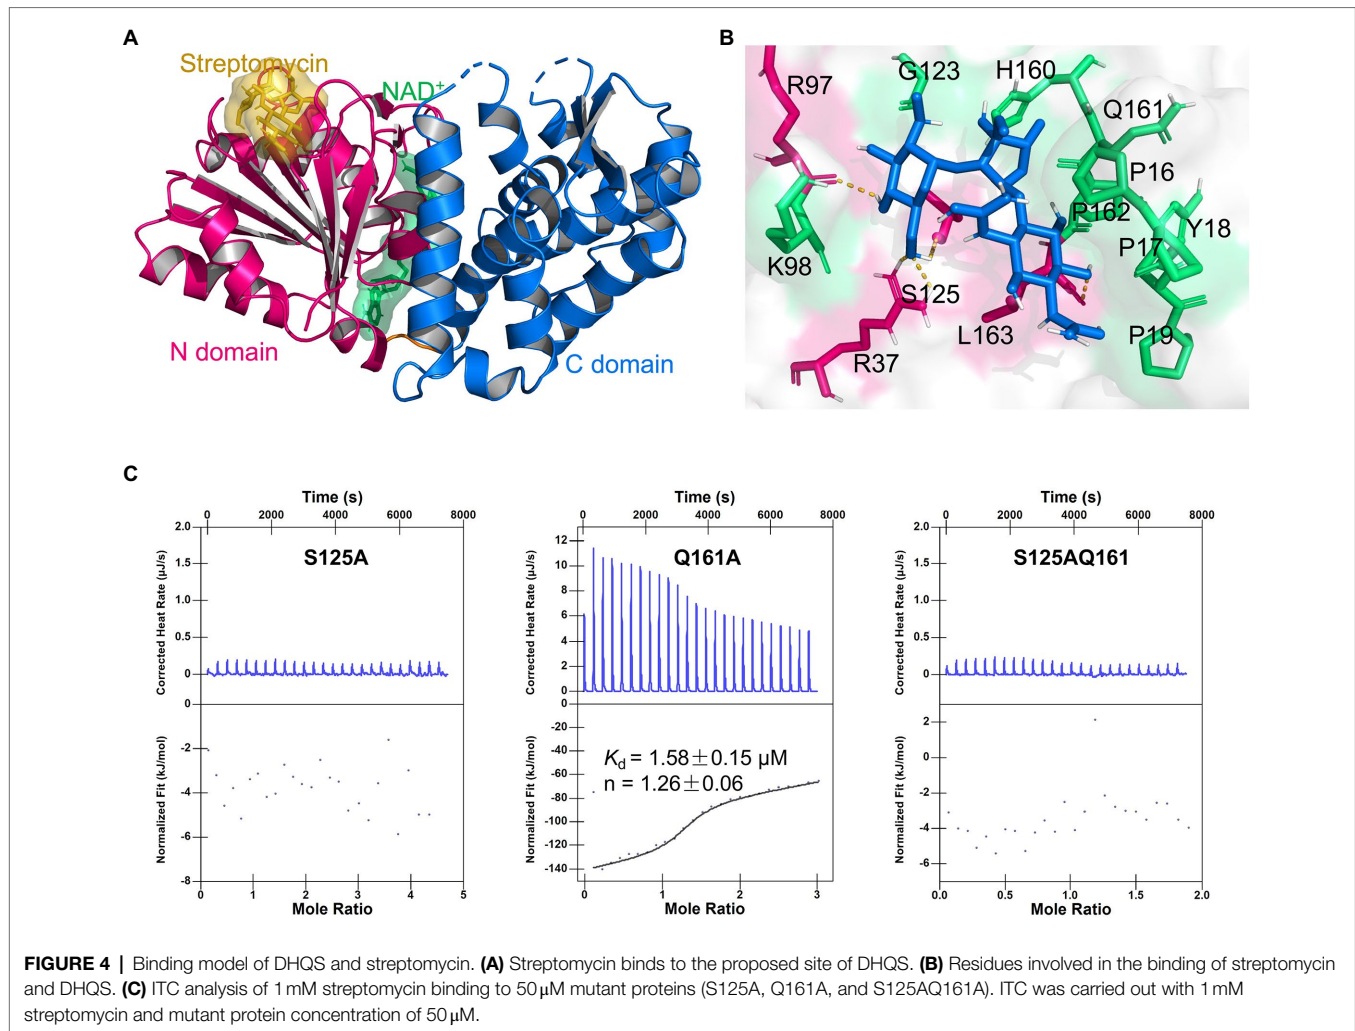 A
Streptomycin
NAD+
N domain
C domain
B
R97
G123
H160
Q161
P16
P162
Y18
P17
K98
S125
L163
P19
R37
C
Time (s)
0 2000 4000 6000 8000
S125A
Corrected Heat Rate (µJ/s)
2.0
1.5
1.0
0.5
0
Normalized Fit (kJ/mol)
0
-2
-4
-6
-8
0 1 2 3 4 5
Mole Ratio
Time (s)
0 2000 4000 6000 8000
Q161A
Corrected Heat Rate (µJ/s)
12
10
8
6
4
2
0
Normalized Fit (kJ/mol)
0
-20
-40
-60
-80
-100
-120
-140
Kd = 1.58±0.15 µM
n = 1.26±0.06
0 1 2 3
Mole Ratio
Time (s)
0 2000 4000 6000 8000
S125AQ161
Corrected Heat Rate (µJ/s)
2.0
1.5
1.0
0.5
0
Normalized Fit (kJ/mol)
2
0
-2
-4
-6
0.0 0.5 1.0 1.5 2.0
Mole Ratio
FIGURE 4 | Binding model of DHQS and streptomycin. (A) Streptomycin binds to the proposed site of DHQS. (B) Residues involved in the binding of streptomycin
and DHQS. (C) ITC analysis of 1 mM streptomycin binding to 50 µM mutant proteins (S125A, Q161A, and S125AQ161A). ITC was carried out with 1 mM
streptomycin and mutant protein concentration of 50 µM.